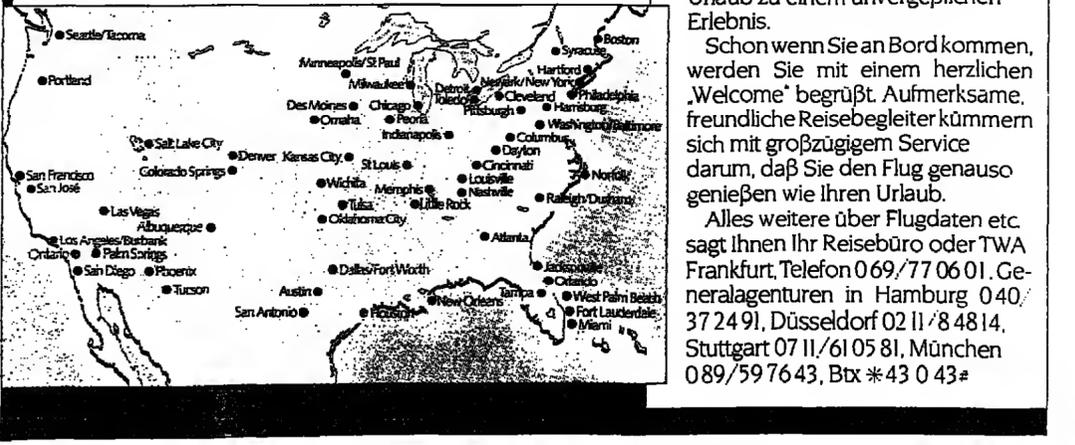 Seattle/Tacoma
Portland
Minneapolis/St. Paul
Milwaukee
Detroit
Toledo
Newark/New York
Syracuse
Boston
Hartford
Philadelphia
Cleveland
Pittsburgh
Harrisburg
Des Moines
Chicago
Omaha
Peoria
Indianapolis
Washington/Baltimore
Columbus
Dayton
Salt Lake City
Denver
Kansas City
St Louis
Cincinnati
Colorado Springs
Louisville
Norfolk
San Francisco
San José
Wichita
Memphis
Nashville
Tulsa
Little Rock
Raleigh/Durham
Las Vegas
Oklahoma City
Albuquerque
Atlanta
Los Angeles/Burbank
Ontario
Palm Springs
San Diego
Phoenix
Dallas/Fort Worth
Jacksonville
Orlando
Tucson
Austin
Tampa
West Palm Beach
New Orleans
San Antonio
Houston
Fort Lauderdale
Miami
Erlebnis.
Schon wenn Sie an Bord kommen,
werden Sie mit einem herzlichen
„Welcome“ begrüßt. Aufmerksame,
freundliche Reisebegleiter kümmern
sich mit großzügigem Service
darum, daß Sie den Flug genauso
genießen wie Ihren Urlaub.
Alles weitere über Flugdaten etc.
sagt Ihnen Ihr Reisebüro oder TWA
Frankfurt, Telefon 0 69/77 06 01. Ge-
neralagenturen in Hamburg 0 40/
37 24 91, Düsseldorf 02 11/8 48 14,
Stuttgart 07 11/61 05 81, München
0 89/59 76 43, Btx *43 0 43#